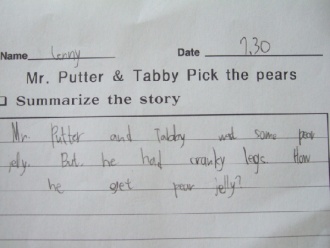 Name Lenny Date 7.30
Mr. Putter & Tabby Pick the pears
❑ Summarize the story
Mr. Putter and Tabby some pear
jelly. But. he had cranky legs. How
he get pear jelly?